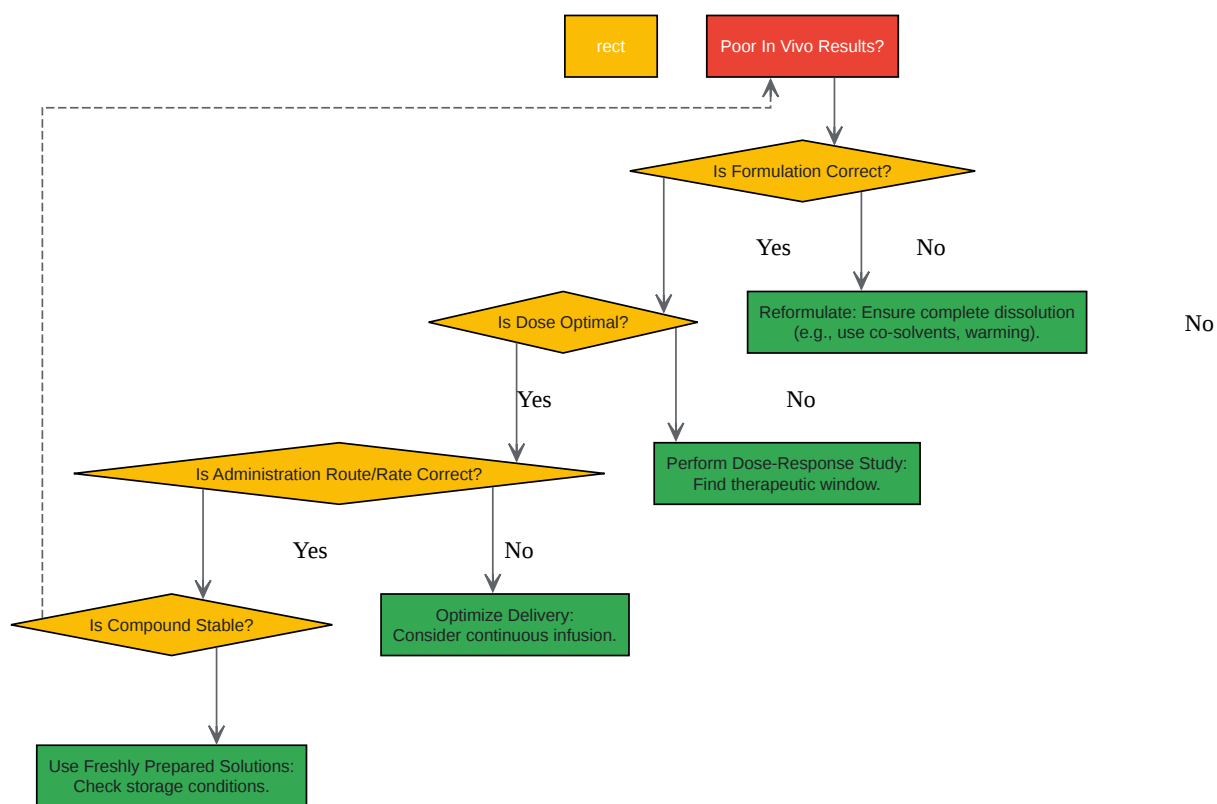 rect
Poor In Vivo Results?
Is Formulation Correct?
Yes
No
Is Dose Optimal?
Reformulate: Ensure complete dissolution
(e.g., use co-solvents, warming).
No
Yes
No
Is Administration Route/Rate Correct?
Perform Dose-Response Study:
Find therapeutic window.
Yes
No
Is Compound Stable?
Optimize Delivery:
Consider continuous infusion.
Use Freshly Prepared Solutions:
Check storage conditions.